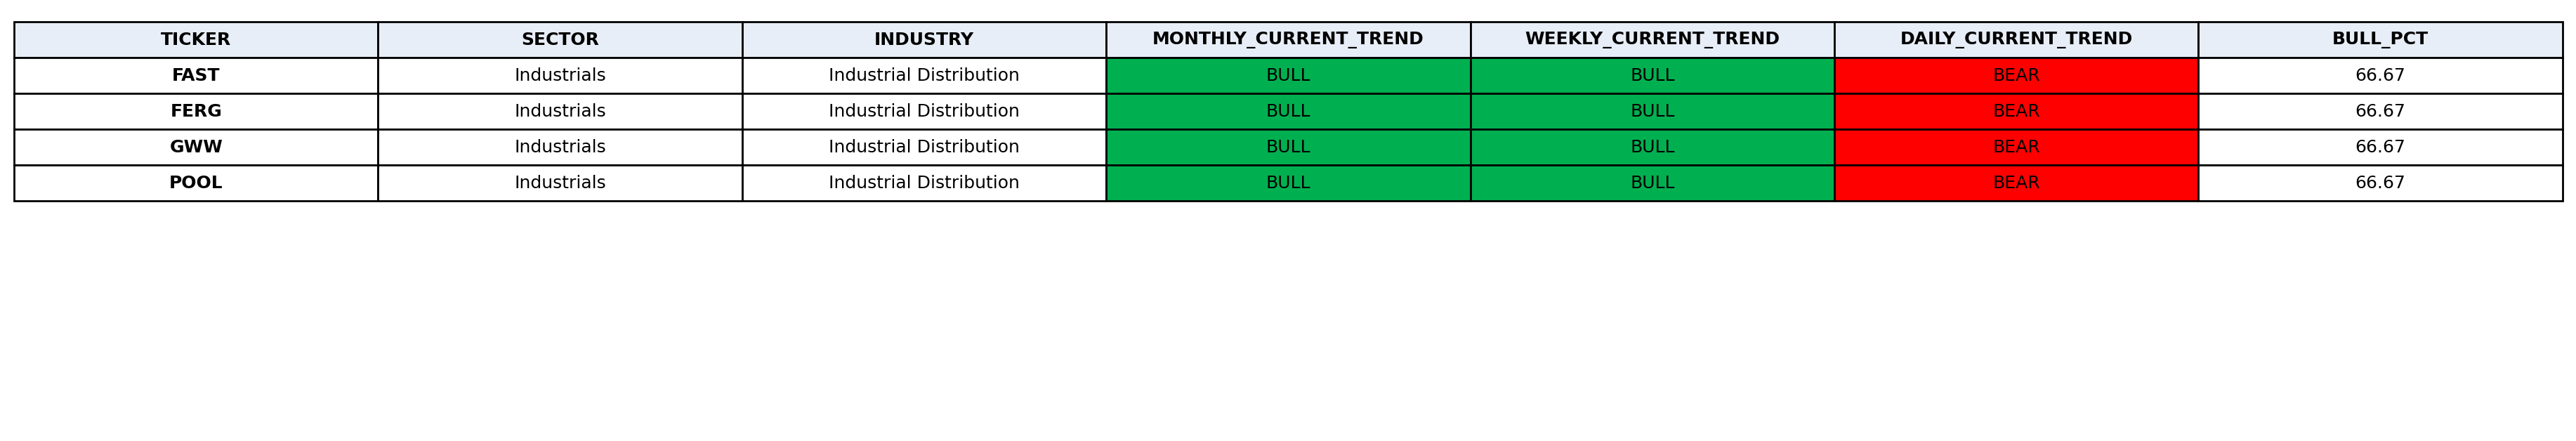 TICKER SECTOR INDUSTRY MONTHLY_CURRENT_TREND WEEKLY_CURRENT_TREND DAILY_CURRENT_TREND BULL_PCT
FAST Industrials Industrial Distribution BULL BULL BEAR 66.67
FERG Industrials Industrial Distribution BULL BULL BEAR 66.67
GWW Industrials Industrial Distribution BULL BULL BEAR 66.67
POOL Industrials Industrial Distribution BULL BULL BEAR 66.67